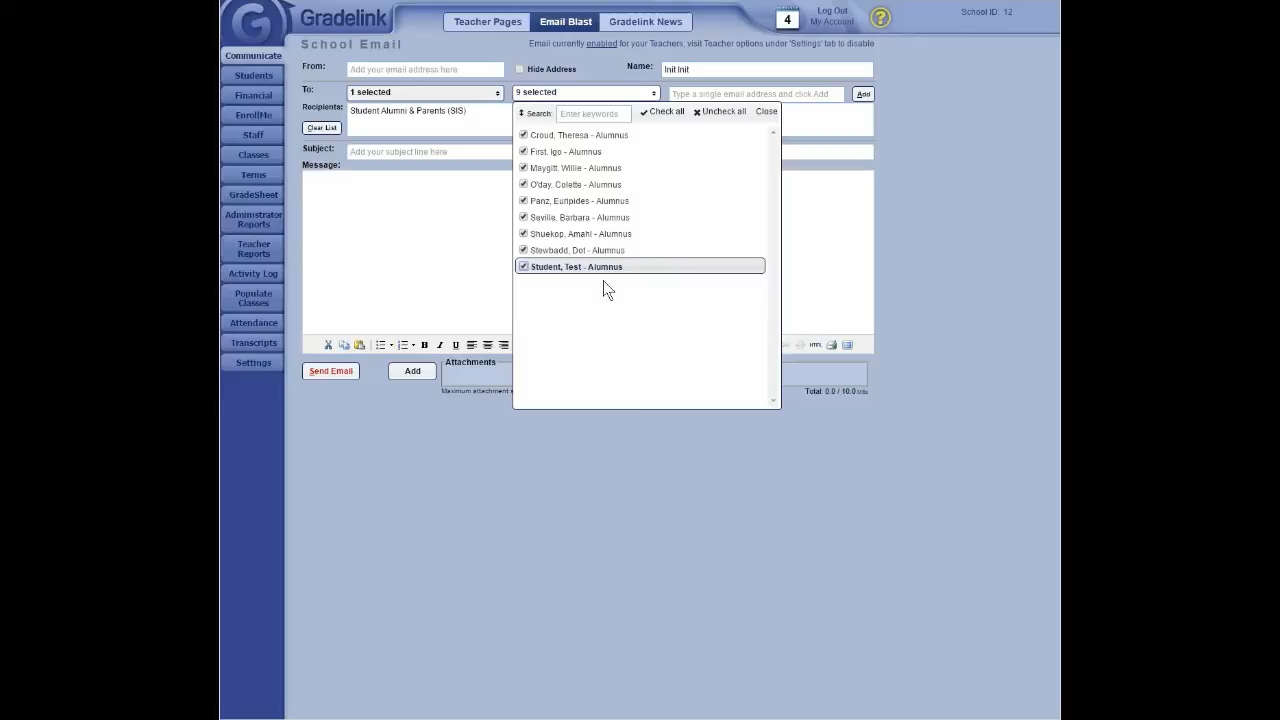 Gradelink
Teacher Pages
Email Blast
Gradelink News
4
Log Out
My Account
?
School ID: 12
School Email
Email currently enabled for your Teachers, visit Teacher options under 'Settings' tab to disable
Communicate
Students
Financial
EnrollMe
Staff
Classes
Terms
GradeSheet
Administrator
Reports
Teacher
Reports
Activity Log
Populate
Classes
Attendance
Transcripts
Settings
From:
Add your email address here
Hide Address
Name:
Init Init
To:
1 selected
9 selected
Type a single email address and click Add
Add
Recipients:
Student Alumni & Parents (SIS)
Clear List
Subject:
Add your subject line here
Message:
Search:
Enter keywords
Check all
Uncheck all
Close
Croud, Theresa - Alumnus
First, Igo - Alumnus
Maygitt, Willie - Alumnus
O'day, Colette - Alumnus
Panz, Euripides - Alumnus
Seville, Barbara - Alumnus
Shuekop, Amahl - Alumnus
Stewbadd, Dot - Alumnus
Student, Test - Alumnus
B I U
HTML
Send Email
Add
Attachments
Maximum attachment
Total: 0.0 / 10.0